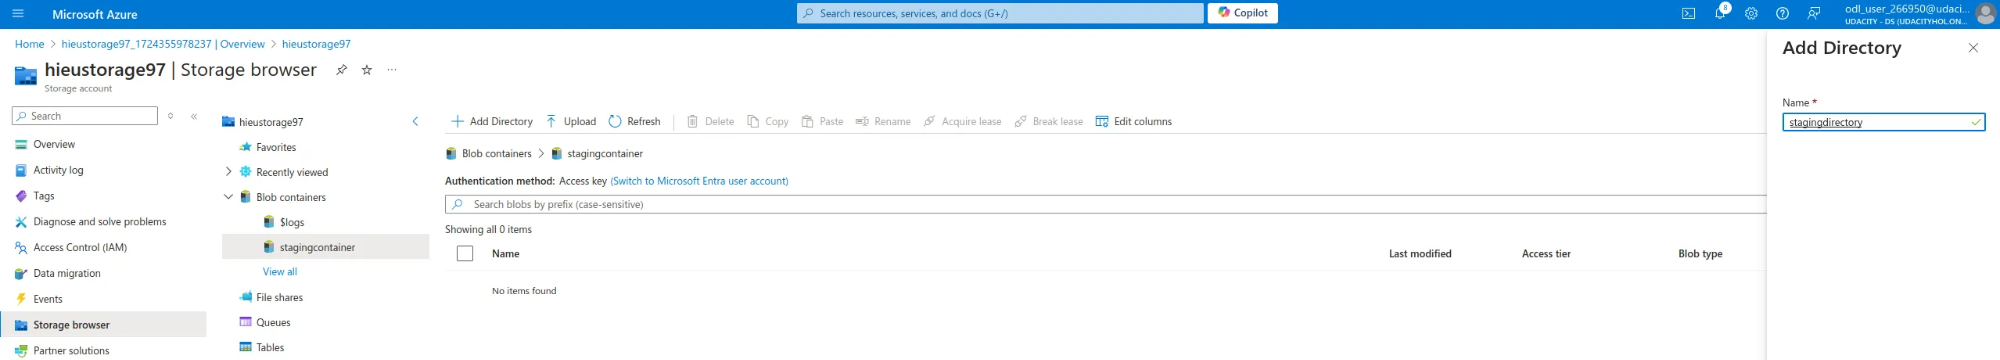 Microsoft Azure
Search resources, services, and docs (G+/)
Copilot
8
odl_user_266950@udaci...
UDACITY - DS (UDACITYHOL.ON...
Home > hieustorage97_1724355978237 | Overview > hieustorage97
hieustorage97 | Storage browser
Storage account
Search
Overview
Activity log
Tags
Diagnose and solve problems
Access Control (IAM)
Data migration
Events
Storage browser
Partner solutions
hieustorage97
Favorites
Recently viewed
Blob containers
$logs
stagingcontainer
View all
File shares
Queues
Tables
Add Directory Upload Refresh Delete Copy Paste Rename Acquire lease Break lease Edit columns
Blob containers > stagingcontainer
Authentication method: Access key (Switch to Microsoft Entra user account)
Search blobs by prefix (case-sensitive)
Showing all 0 items
Name Last modified Access tier Blob type
No items found
Add Directory
Name *
stagingdirectory